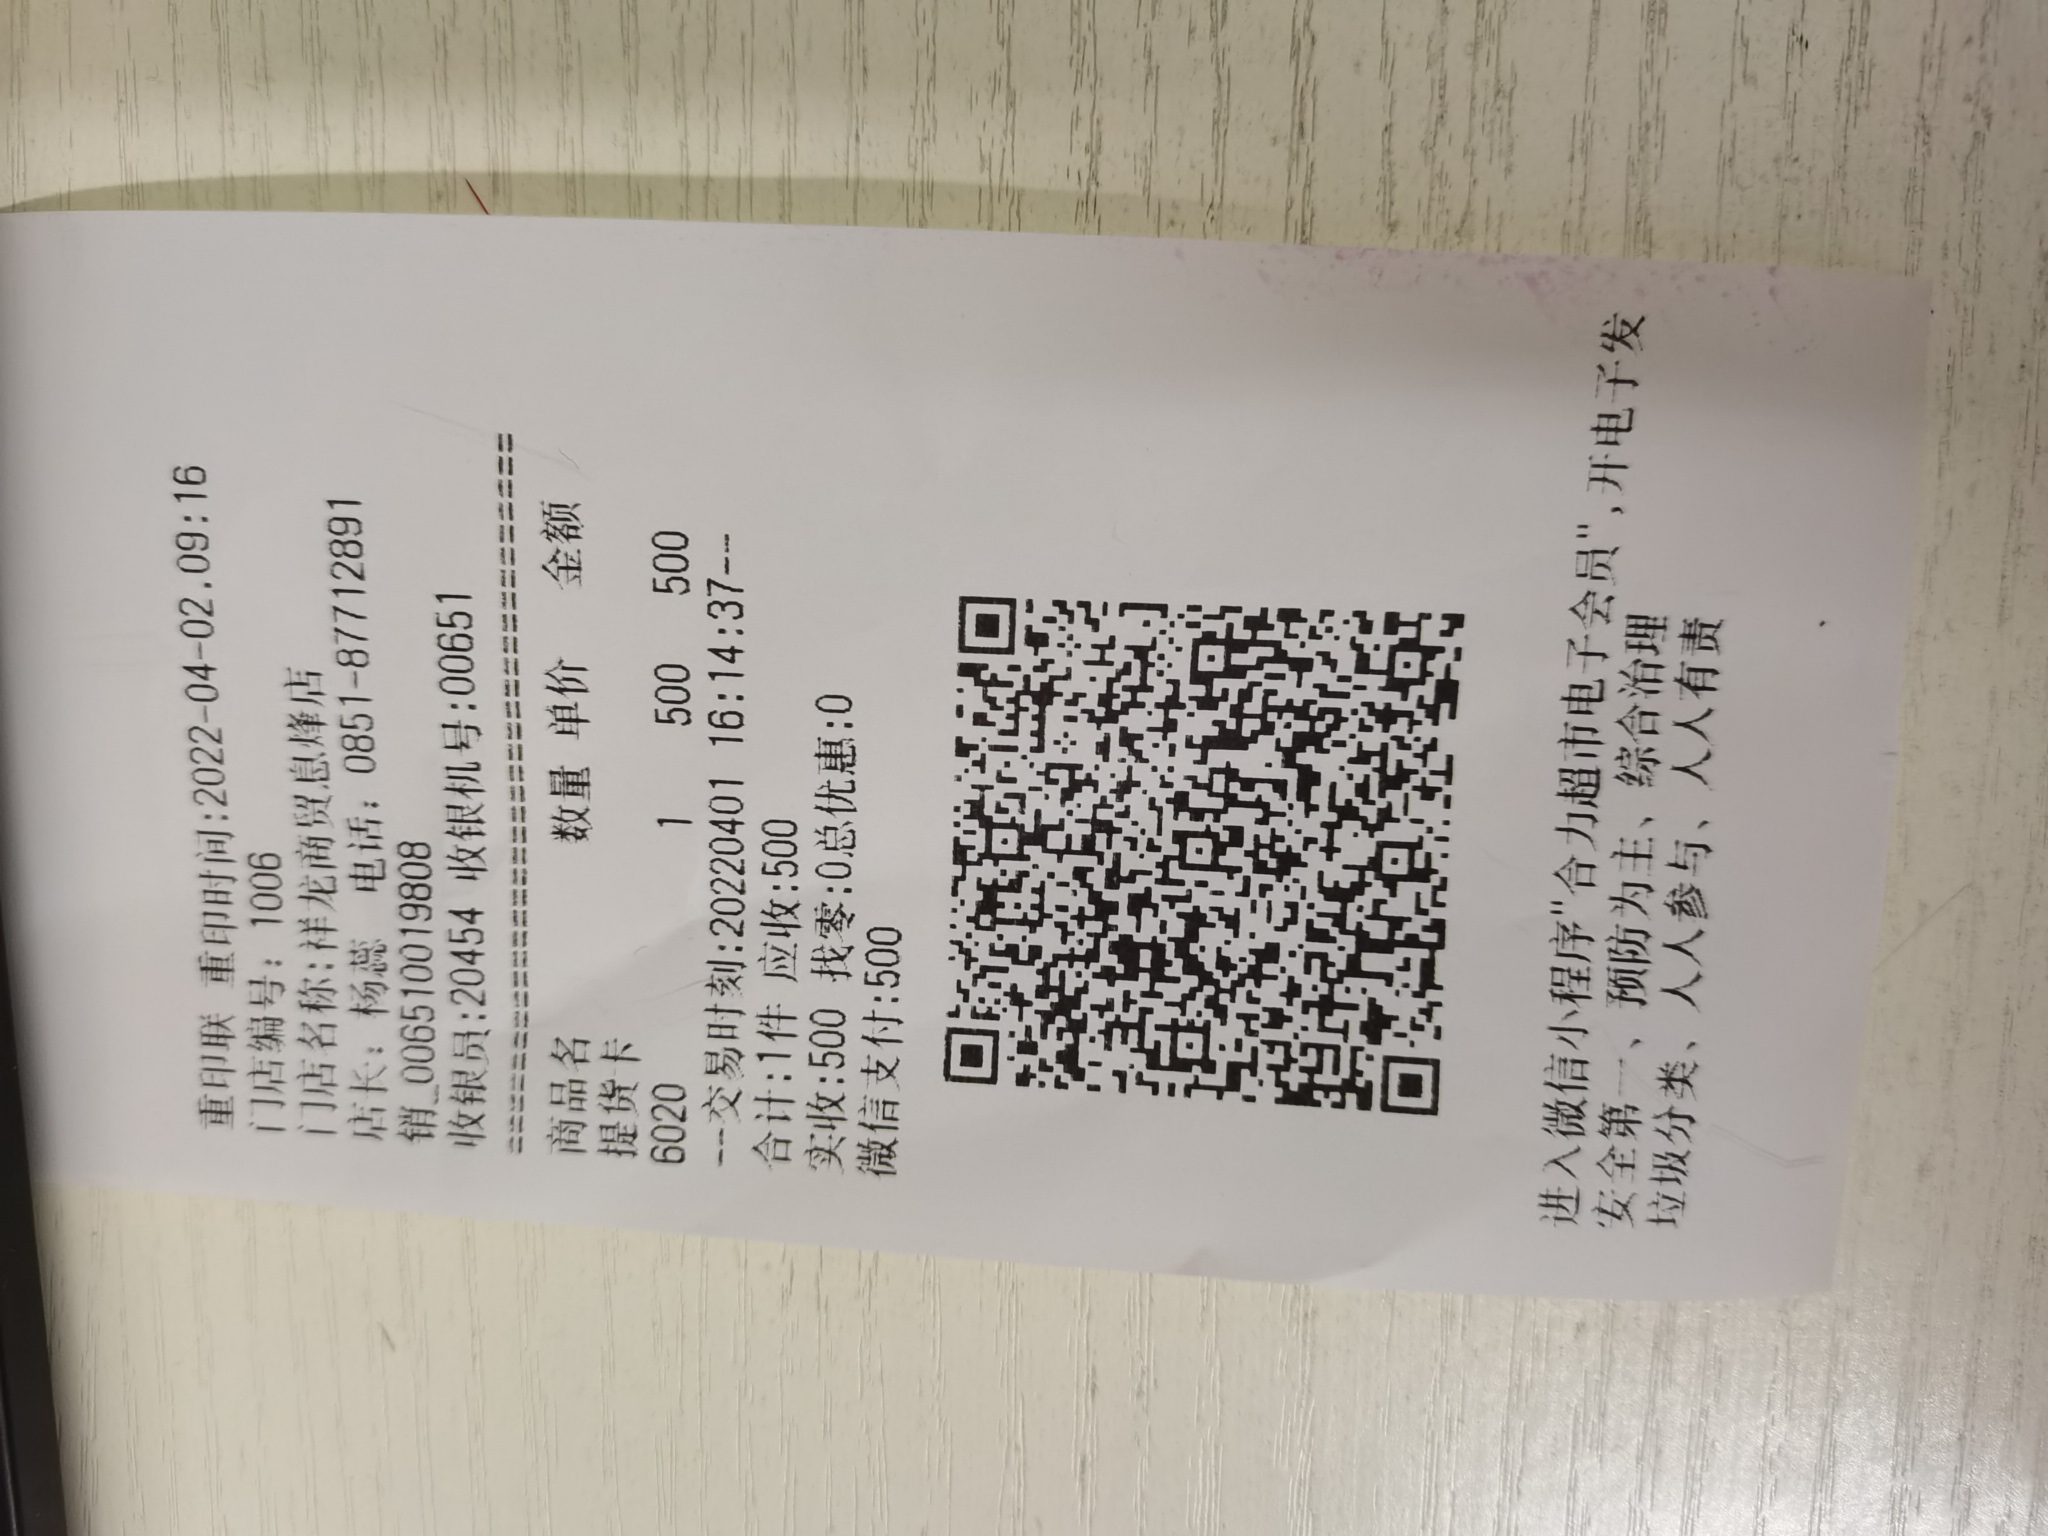 重印联 重印时间:2022-04-02.09:16
门店编号: 1006
门店名称:祥龙商贸息烽店
店长: 杨蕊 电话: 0851-87712891
销_006510019808
收银员:20454 收银机号:00651
======================================
商品名 数量 单价 金额
提货卡
6020 1 500 500
---交易时刻:20220401 16:14:37---
合计:1件 应收:500
实收:500 找零:0总优惠:0
微信支付:500
进入微信小程序"合力超市电子会员",开电子发
安全第一、预防为主、综合治理
垃圾分类、人人参与、人人有责